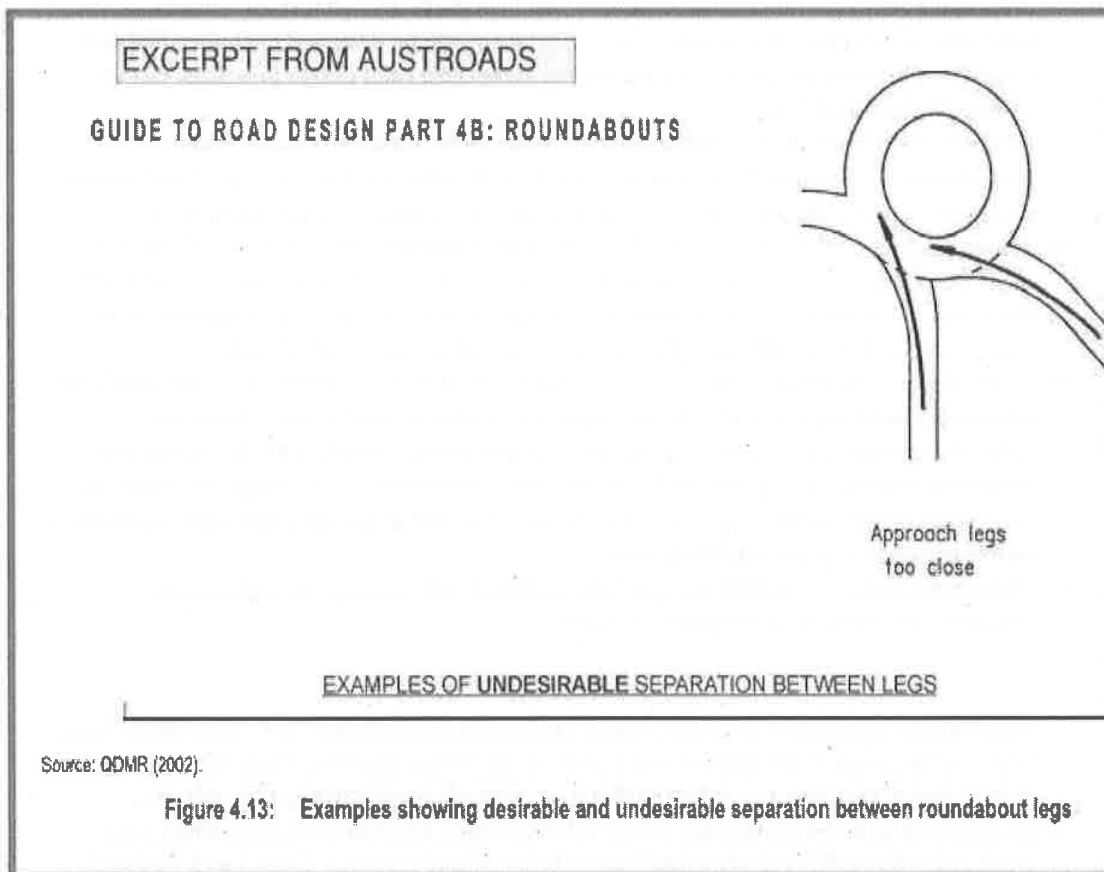 EXCERPT FROM AUSTROADS
GUIDE TO ROAD DESIGN PART 4B: ROUNDABOUTS
Approach legs
too close
EXAMPLES OF UNDESIRABLE SEPARATION BETWEEN LEGS
Source: QDMR (2002).
Figure 4.13: Examples showing desirable and undesirable separation between roundabout legs